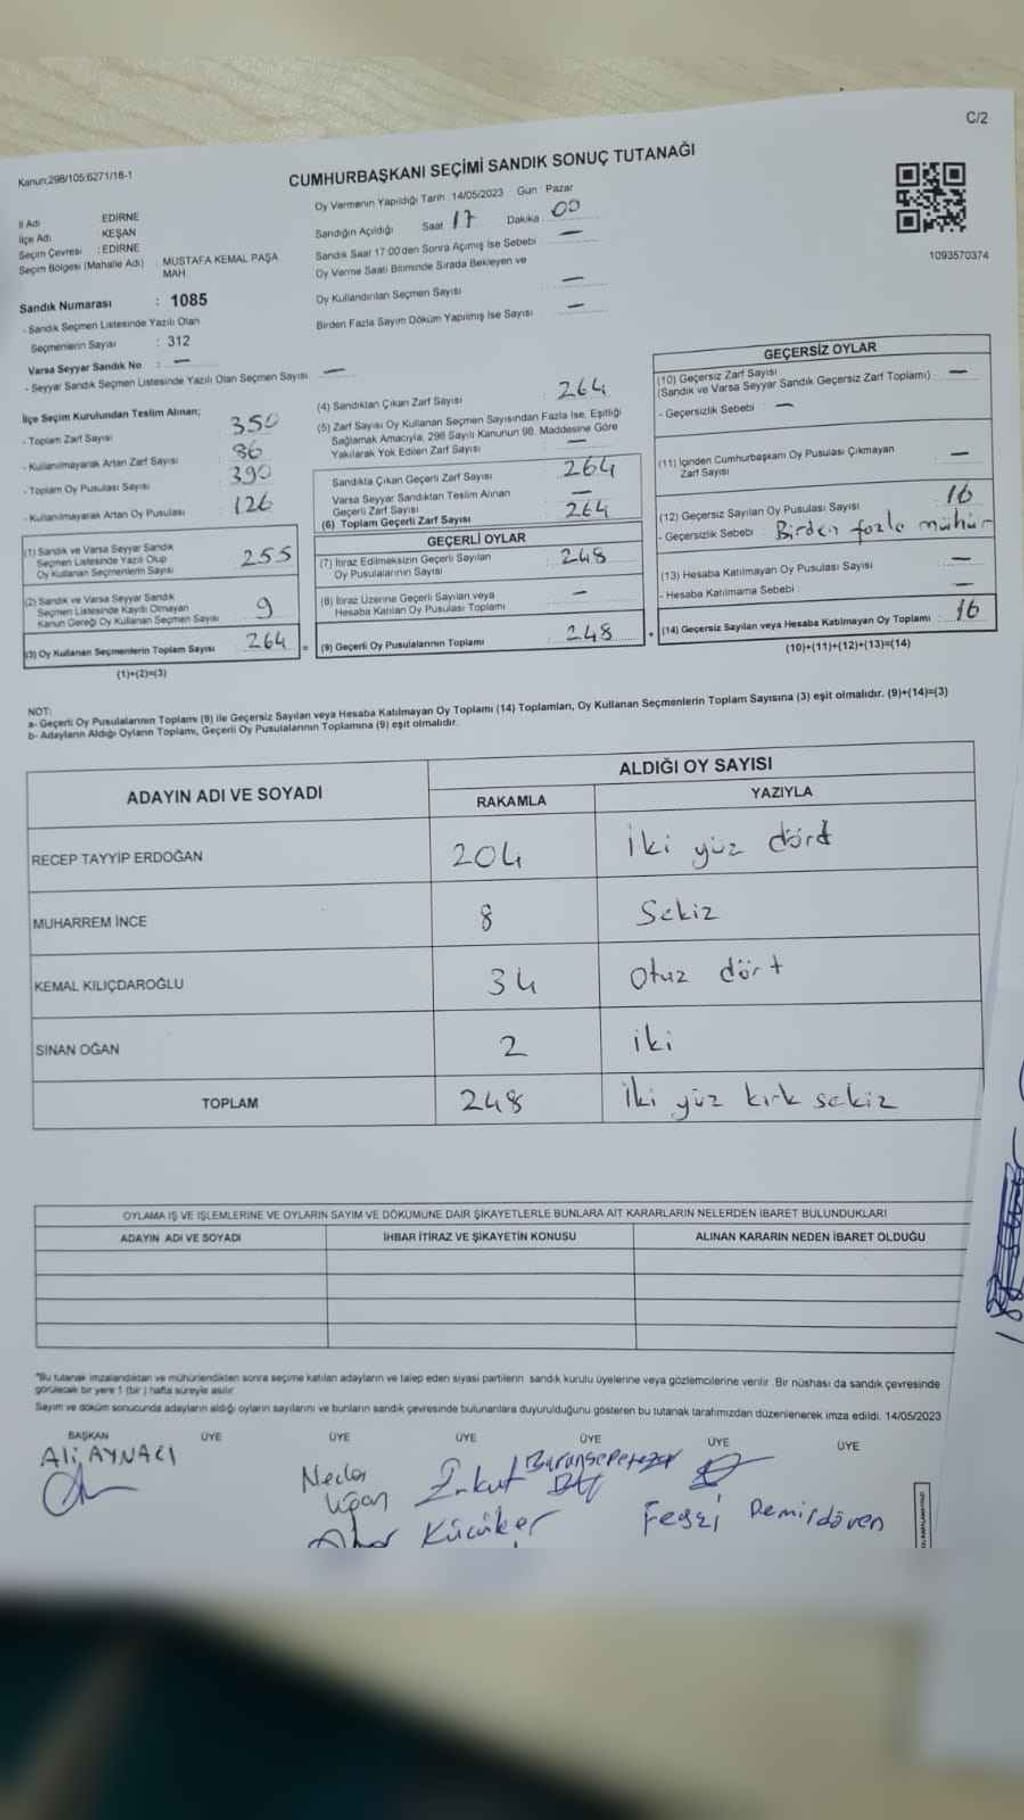 C/2
Kanun:298/105:6271/18-1
CUMHURBAŞKANI SEÇİMİ SANDIK SONUÇ TUTANAĞI
Oy Vermenin Yapıldığı Tarih : 14/05/2023 Gün : Pazar
İl Adı EDİRNE
İlçe Adı KEŞAN
Seçim Çevresi : EDİRNE
Seçim Bölgesi (Mahalle Adı) : MUSTAFA KEMAL PAŞA MAH.
Sandığın Açıldığı Saat 17 Dakika : 00
Sandık Saat 17:00'den Sonra Açılmış İse Sebebi —
Oy Verme Saati Bitiminde Sırada Bekleyen ve
Oy Kullandırılan Seçmen Sayısı —
Birden Fazla Sayım Döküm Yapılmış İse Sayısı —
1093570374
Sandık Numarası : 1085
- Sandık Seçmen Listesinde Yazılı Olan
Seçmenlerin Sayısı : 312
Varsa Seyyar Sandık No : —
- Seyyar Sandık Seçmen Listesinde Yazılı Olan Seçmen Sayısı —
İlçe Seçim Kurulundan Teslim Alınan;
- Toplam Zarf Sayısı 350
- Kullanılmayarak Artan Zarf Sayısı 86
- Toplam Oy Pusulası Sayısı 390
- Kullanılmayarak Artan Oy Pusulası 126
(1) Sandık ve Varsa Seyyar Sandık
Seçmen Listesinde Yazılı Olup
Oy Kullanan Seçmenlerin Sayısı 255
(2) Sandık ve Varsa Seyyar Sandık
Seçmen Listesinde Kaydı Olmayan
Kanun Gereği Oy Kullanan Seçmen Sayısı 9
(3) Oy Kullanan Seçmenlerin Toplam Sayısı 264
(1)+(2)=(3)
(4) Sandıktan Çıkan Zarf Sayısı 264
(5) Zarf Sayısı Oy Kullanan Seçmen Sayısından Fazla İse, Eşitliği
Sağlamak Amacıyla, 298 Sayılı Kanunun 98. Maddesine Göre
Yakılarak Yok Edilen Zarf Sayısı —
Sandıkta Çıkan Geçerli Zarf Sayısı 264
Varsa Seyyar Sandıktan Teslim Alınan
Geçerli Zarf Sayısı —
(6) Toplam Geçerli Zarf Sayısı 264
GEÇERLİ OYLAR
(7) İtiraz Edilmeksizin Geçerli Sayılan
Oy Pusulalarının Sayısı 248
(8) İtiraz Üzerine Geçerli Sayılan veya
Hesaba Katılan Oy Pusulası Toplamı —
(9) Geçerli Oy Pusulalarının Toplamı 248
GEÇERSİZ OYLAR
(10) Geçersiz Zarf Sayısı —
(Sandık ve Varsa Seyyar Sandık Geçersiz Zarf Toplamı)
- Geçersizlik Sebebi : —
(11) İçinden Cumhurbaşkanı Oy Pusulası Çıkmayan
Zarf Sayısı —
(12) Geçersiz Sayılan Oy Pusulası Sayısı 16
- Geçersizlik Sebebi : Birden fazla mühür
(13) Hesaba Katılmayan Oy Pusulası Sayısı —
- Hesaba Katılmama Sebebi : —
(14) Geçersiz Sayılan veya Hesaba Katılmayan Oy Toplamı 16
(10)+(11)+(12)+(13)=(14)
NOT:
a- Geçerli Oy Pusulalarının Toplamı (9) ile Geçersiz Sayılan veya Hesaba Katılmayan Oy Toplamı (14) Toplamları, Oy Kullanan Seçmenlerin Toplam Sayısına (3) eşit olmalıdır. (9)+(14)=(3)
b- Adayların Aldığı Oyların Toplamı, Geçerli Oy Pusulalarının Toplamına (9) eşit olmalıdır.
ADAYIN ADI VE SOYADI
ALDIĞI OY SAYISI
RAKAMLA YAZIYLA
RECEP TAYYİP ERDOĞAN 204 İki yüz dörd
MUHARREM İNCE 8 Sekiz
KEMAL KILIÇDAROĞLU 34 Otuz dört
SİNAN OĞAN 2 iki
TOPLAM 248 İki yüz kırk sekiz
OYLAMA İŞ VE İŞLEMLERİNE VE OYLARIN SAYIM VE DÖKÜMÜNE DAİR ŞİKAYETLERLE BUNLARA AİT KARARLARIN NELERDEN İBARET BULUNDUKLARI
ADAYIN ADI VE SOYADI İHBAR İTİRAZ VE ŞİKAYETİN KONUSU ALINAN KARARIN NEDEN İBARET OLDUĞU
"Bu tutanak imzalandıktan ve mühürlendikten sonra seçime katılan adayların ve talep eden siyasi partilerin sandık kurulu üyelerine veya gözlemcilerine verilir. Bir nüshası da sandık çevresinde
görülecek bir yere 1 (bir) hafta süreyle asılır.
Sayım ve döküm sonucunda adayların aldığı oyların sayılarını ve bunların sandık çevresinde bulunanlara duyurulduğunu gösteren bu tutanak tarafımızdan düzenlenerek imza edildi. 14/05/2023
BAŞKAN ÜYE ÜYE ÜYE ÜYE ÜYE ÜYE
Ali AYNACI
Küçüker
Demirdöven